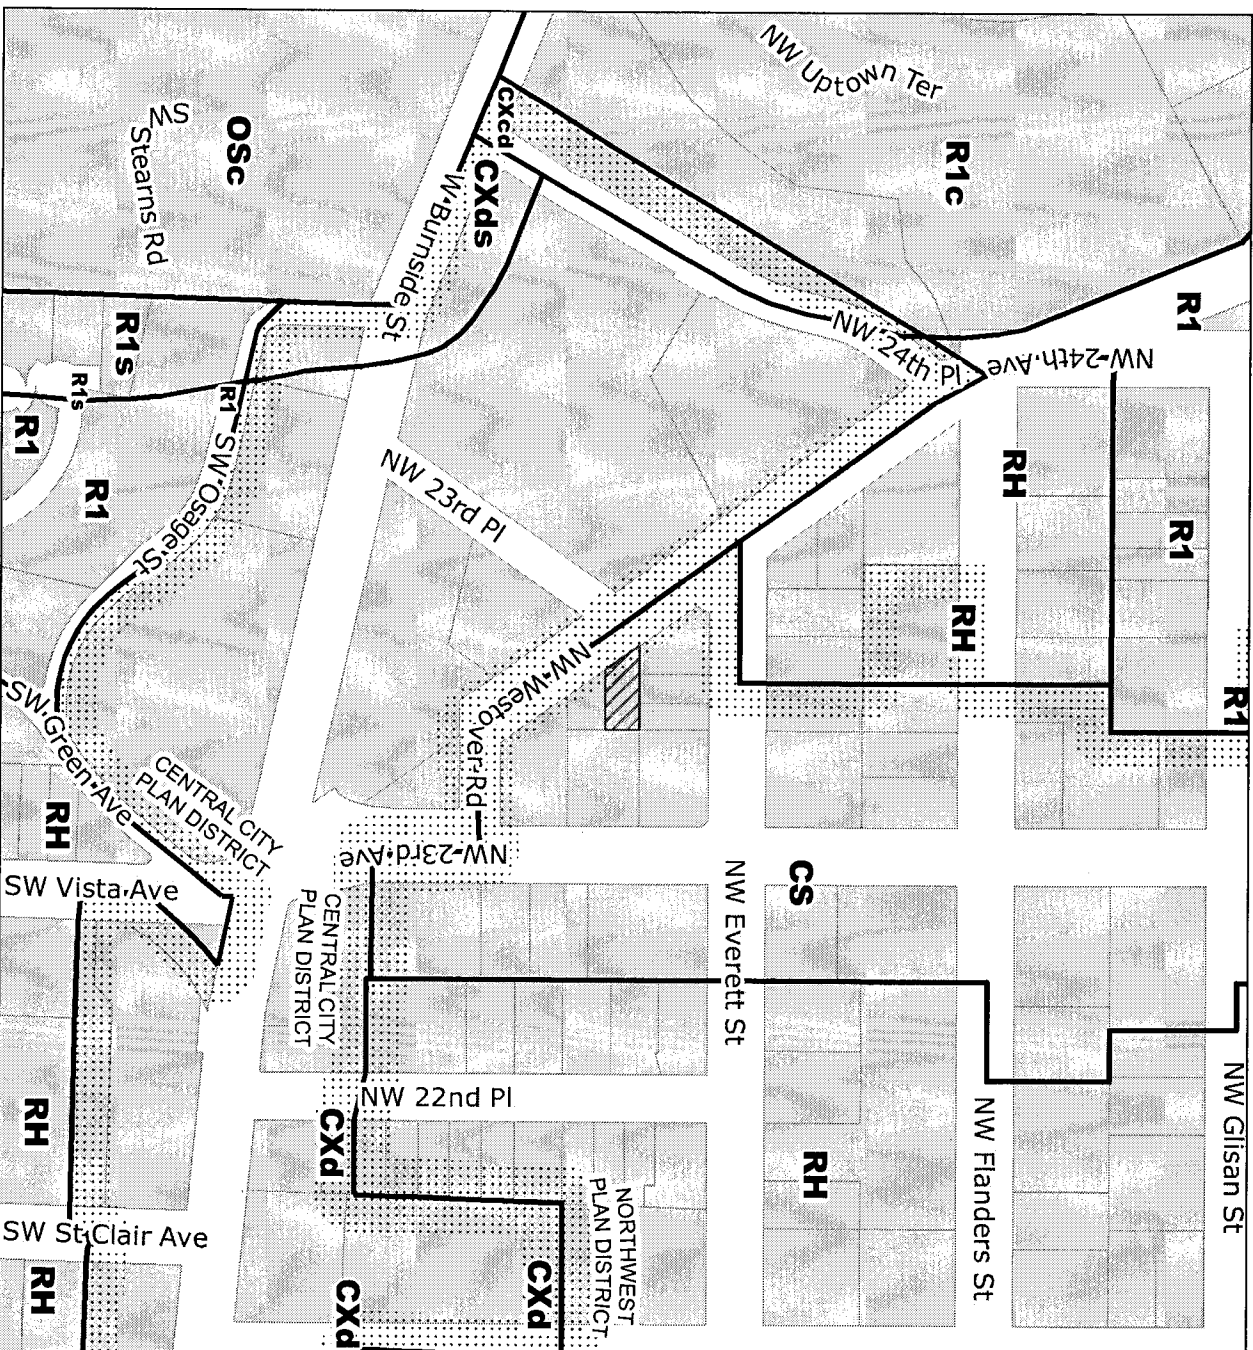 NW Uptown Ter
CXcd
R1c
OSc
SW
Stearns Rd
CXds
W Burnside St
R1
NW 24th Pl
NW 24th Ave
R1s
R1s
R1
R1
SW Osage St
R1
NW 23rd Pl
RH
R1
RH
R1
NW Westover Rd
SW Green Ave
CENTRAL CITY
PLAN DISTRICT
RH
NW 23rd Ave
SW Vista Ave
CENTRAL CITY
PLAN DISTRICT
NW Everett St
CS
NW 22nd Pl
CXd
RH
NW Flanders St
NW Glisan St
RH
NORTHWEST
PLAN DISTRICT
SW St Clair Ave
RH
CXd
CXd